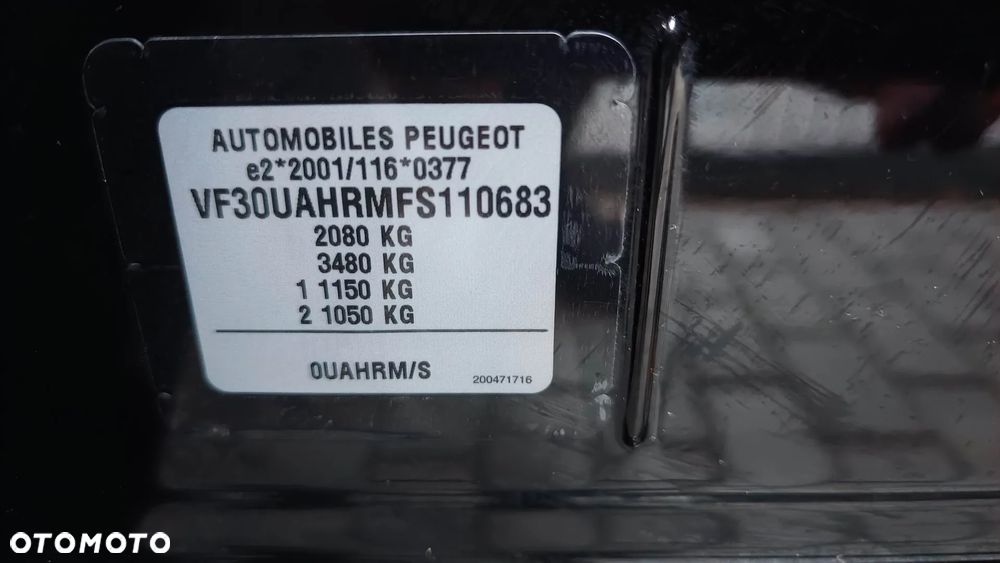 AUTOMOBILES PEUGEOT
e2*2001/116*0377
VF30UAHRMFS110683
2080 KG
3480 KG
1 1150 KG
2 1050 KG
0UAHRM/S
200471716
OTOMOTO